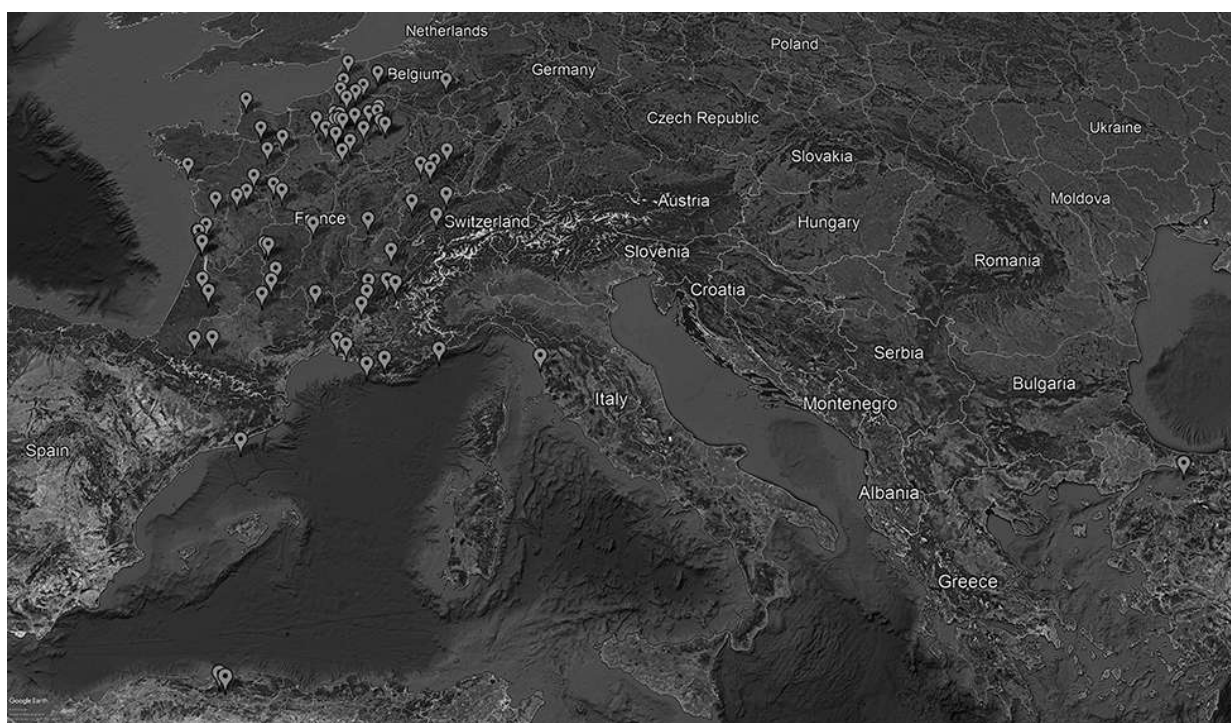 Netherlands
Poland
Belgium
Germany
Czech Republic
Ukraine
Slovakia
Moldova
Austria
France
Switzerland
Hungary
Slovenia
Romania
Croatia
Serbia
Bulgaria
Italy
Montenegro
Spain
Albania
Greece
Google Earth